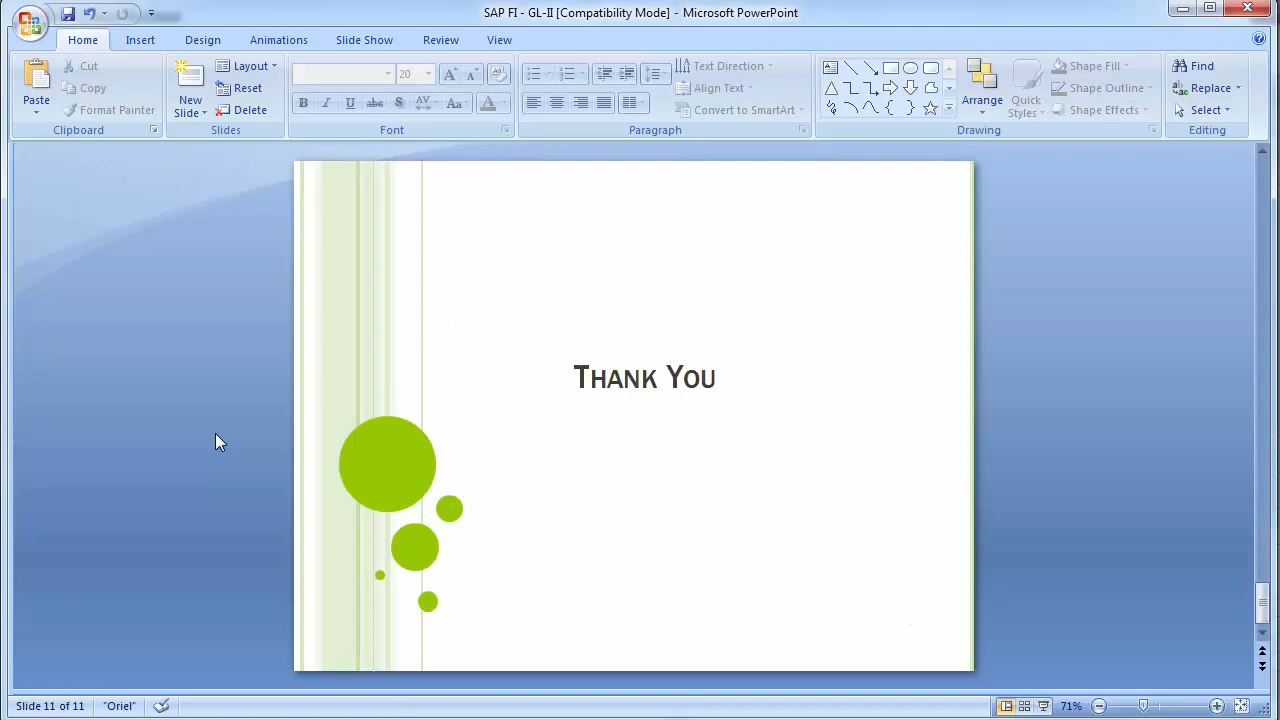 SAP FI - GL-II [Compatibility Mode] - Microsoft PowerPoint
Home Insert Design Animations Slide Show Review View
Paste
Cut
Copy
Format Painter
Clipboard
New
Slide
Layout
Reset
Delete
Slides
20
B I U abc S AV Aa A
Font
Text Direction
Align Text
Convert to SmartArt
Paragraph
Arrange
Quick
Styles
Shape Fill
Shape Outline
Shape Effects
Drawing
Find
Replace
Select
Editing
THANK YOU
Slide 11 of 11 "Oriel" 71%